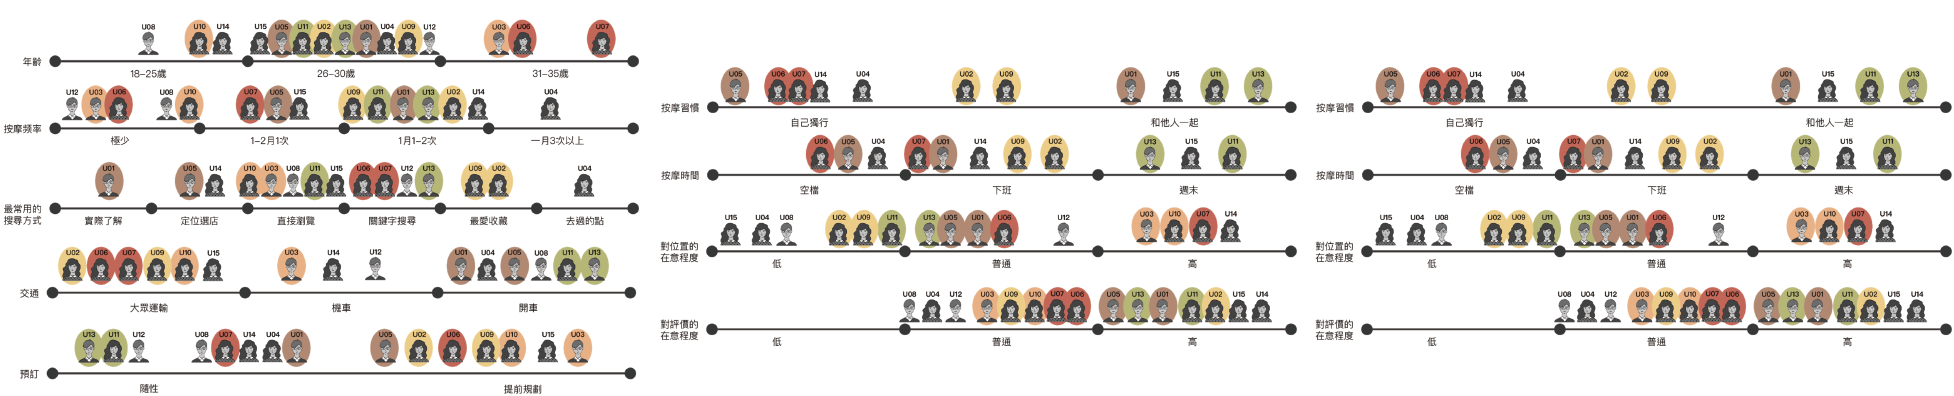 U08 U10 U14 U15 U05 U11 U02 U13 U01 U04 U09 U12 U03 U06 U07
年齡
18–25歲 26–30歲 31–35歲
U12 U03 U06 U08 U10 U07 U05 U15 U09 U11 U01 U13 U02 U14 U04
按摩頻率
極少 1–2月1次 1月1–2次 一月3次以上
U01 U05 U14 U10 U03 U08 U11 U15 U06 U07 U12 U13 U09 U02 U04
最常用的
搜尋方式
實際了解 定位選店 直接瀏覽 關鍵字搜尋 最愛收藏 去過的點
U02 U06 U07 U09 U10 U15 U03 U14 U12 U01 U04 U05 U08 U11 U13
交通
大眾運輸 機車 開車
U13 U11 U12 U08 U07 U14 U04 U01 U05 U02 U06 U09 U10 U15 U03
預訂
隨性 提前規劃
U05 U06 U07 U14 U04 U02 U09 U01 U15 U11 U13
按摩習慣
自己獨行 和他人一起
U06 U05 U04 U07 U01 U14 U09 U02 U13 U15 U11
按摩時間
空檔 下班 週末
U15 U04 U08 U02 U09 U11 U13 U05 U01 U06 U12 U03 U10 U07 U14
對位置的
在意程度
低 普通 高
U08 U04 U12 U03 U09 U10 U07 U06 U05 U13 U01 U11 U02 U15 U14
對評價的
在意程度
低 普通 高
U05 U06 U07 U14 U04 U02 U09 U01 U15 U11 U13
按摩習慣
自己獨行 和他人一起
U06 U05 U04 U07 U01 U14 U09 U02 U13 U15 U11
按摩時間
空檔 下班 週末
U15 U04 U08 U02 U09 U11 U13 U05 U01 U06 U12 U03 U10 U07 U14
對位置的
在意程度
低 普通 高
U08 U04 U12 U03 U09 U10 U07 U06 U05 U13 U01 U11 U02 U15 U14
對評價的
在意程度
低 普通 高